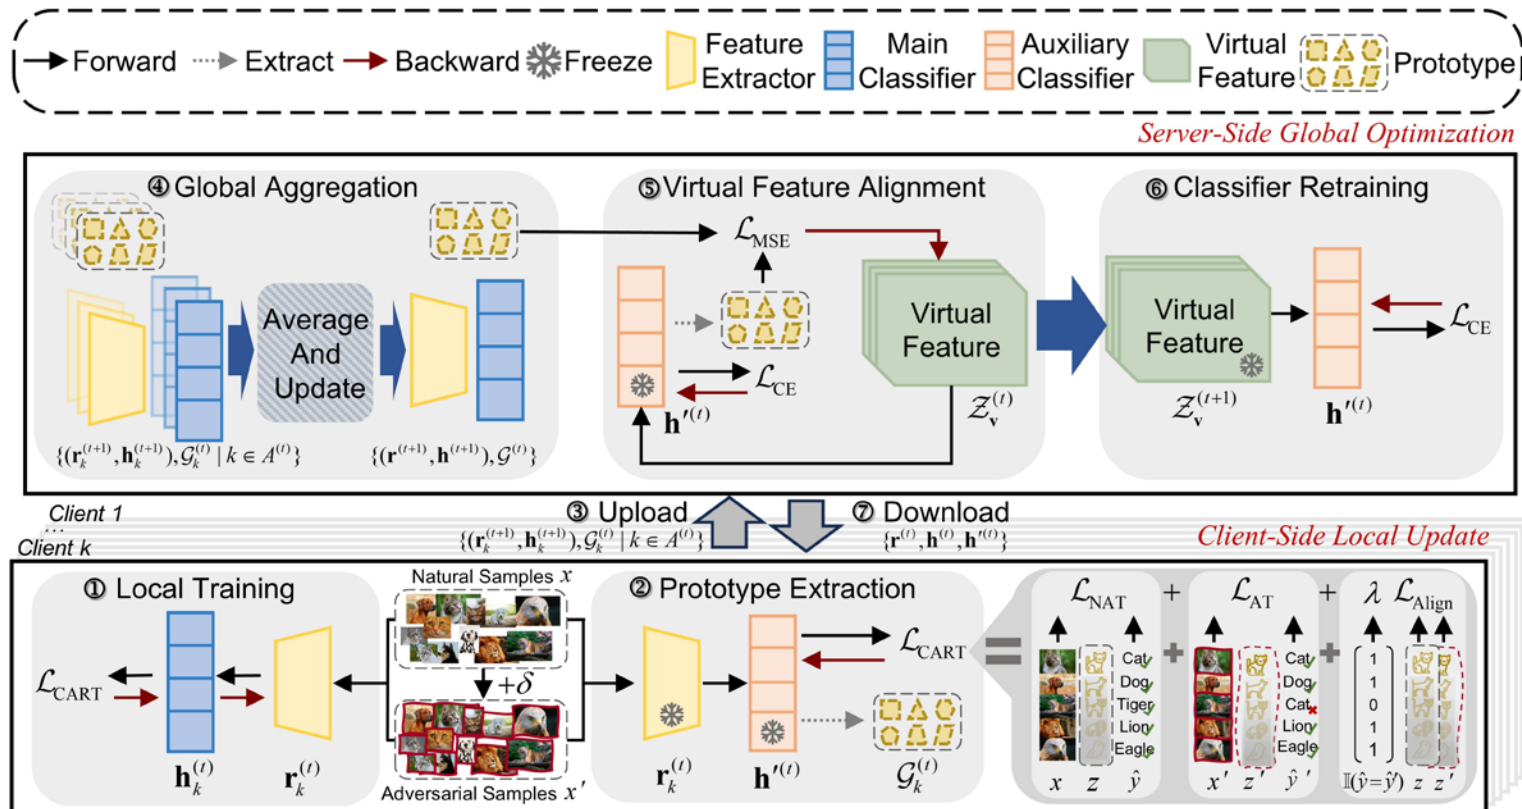 Forward
Extract
Backward
Freeze
Feature Extractor
Main Classifier
Auxiliary Classifier
Virtual Feature
Prototype
Server-Side Global Optimization
④ Global Aggregation
Average
And
Update
{(r_k^{(t+1)}, h_k^{(t+1)}), 𝒢_k^{(t)} | k ∈ A^{(t)}}
{(r^{(t+1)}, h^{(t+1)}), 𝒢^{(t)}}
⑤ Virtual Feature Alignment
ℒ_MSE
ℒ_CE
h'^{(t)}
Virtual
Feature
𝒵_v^{(t)}
⑥ Classifier Retraining
Virtual
Feature
𝒵_v^{(t+1)}
h'^{(t)}
ℒ_CE
Client 1
...
Client k
③ Upload
{(r_k^{(t+1)}, h_k^{(t+1)}), 𝒢_k^{(t)} | k ∈ A^{(t)}}
⑦ Download
{r^{(t)}, h^{(t)}, h'^{(t)}}
Client-Side Local Update
① Local Training
ℒ_CART
h_k^{(t)}
r_k^{(t)}
Natural Samples x
+δ
Adversarial Samples x'
② Prototype Extraction
r_k^{(t)}
h'^{(t)}
ℒ_CART
𝒢_k^{(t)}
=
ℒ_NAT + ℒ_AT + λ ℒ_Align
Cat
Dog
Tiger
Lion
Eagle
x z ŷ
+
Cat
Dog
Cat
Lion
Eagle
x' z' ŷ'
+
1
1
0
1
1
𝕀(ŷ=ŷ') z z'